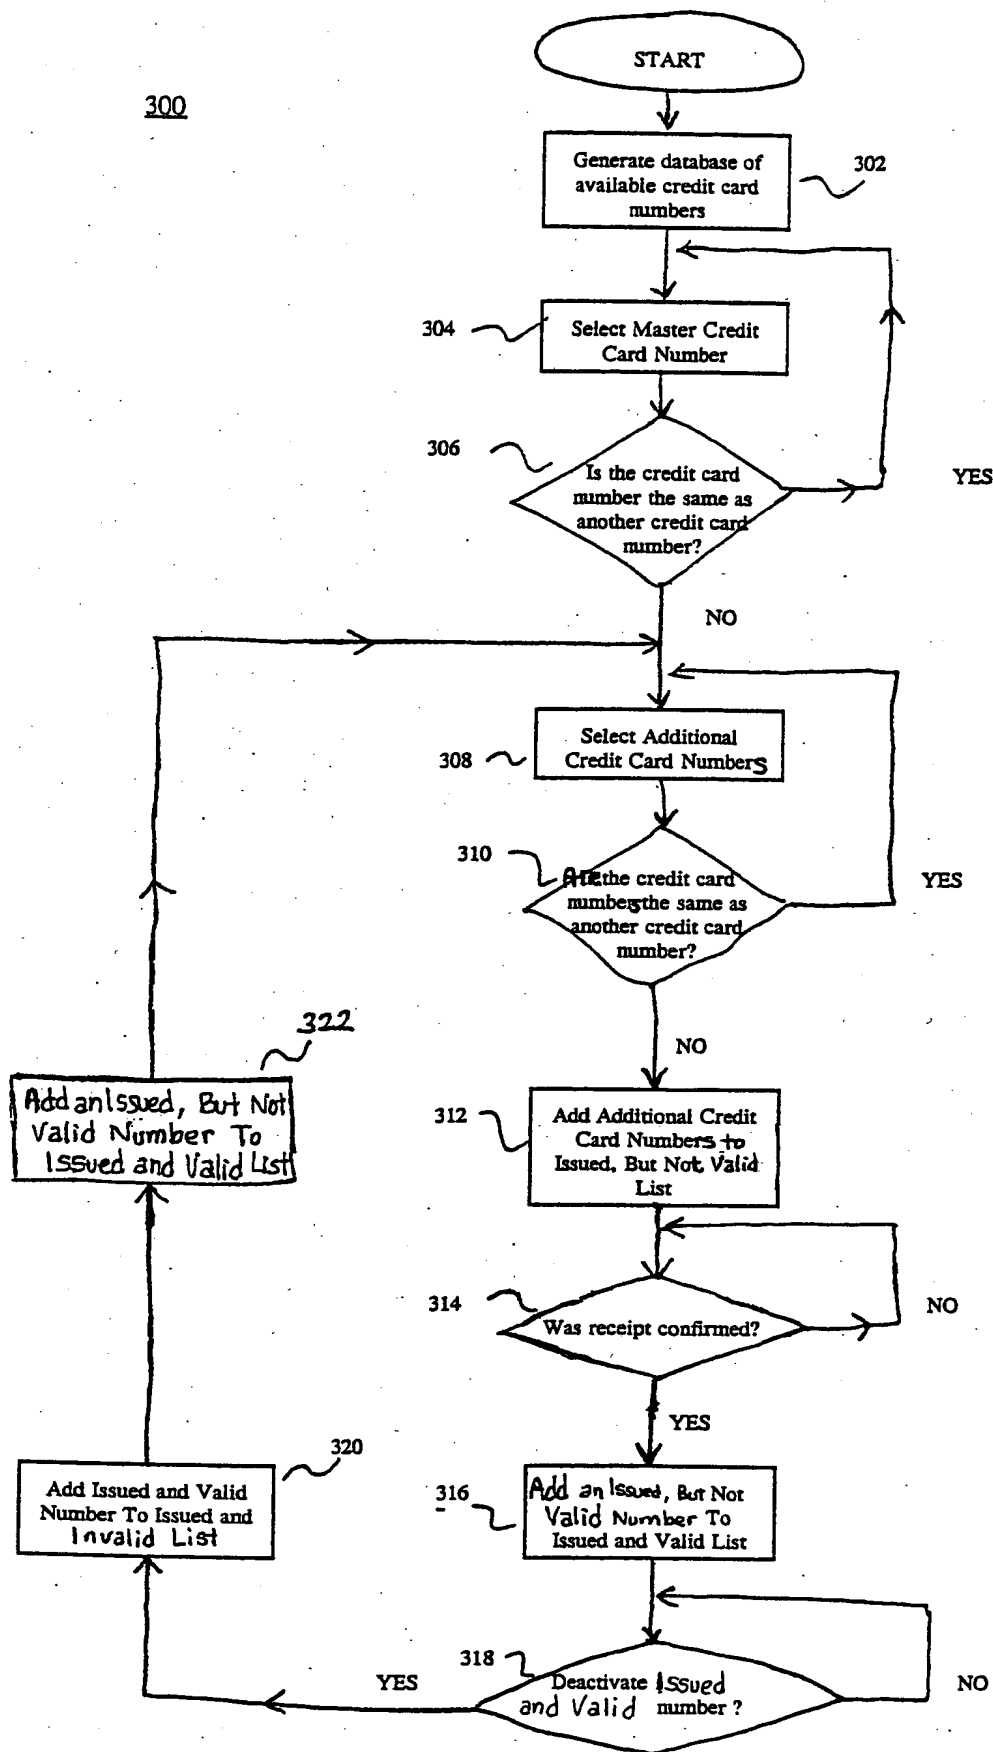 START
300
Generate database of
available credit card
numbers
302
304
Select Master Credit
Card Number
306
Is the credit card
number the same as
another credit card
number?
YES
NO
308
Select Additional
Credit Card Numbers
310
Are the credit card
numbers the same as
another credit card
number?
YES
NO
322
Add an Issued, But Not
Valid Number To
Issued and Valid List
312
Add Additional Credit
Card Numbers to
Issued, But Not Valid
List
314
Was receipt confirmed?
NO
YES
320
Add Issued and Valid
Number To Issued and
Invalid List
316
Add an Issued, But Not
Valid Number To
Issued and Valid List
318
Deactivate Issued
and Valid number ?
YES
NO